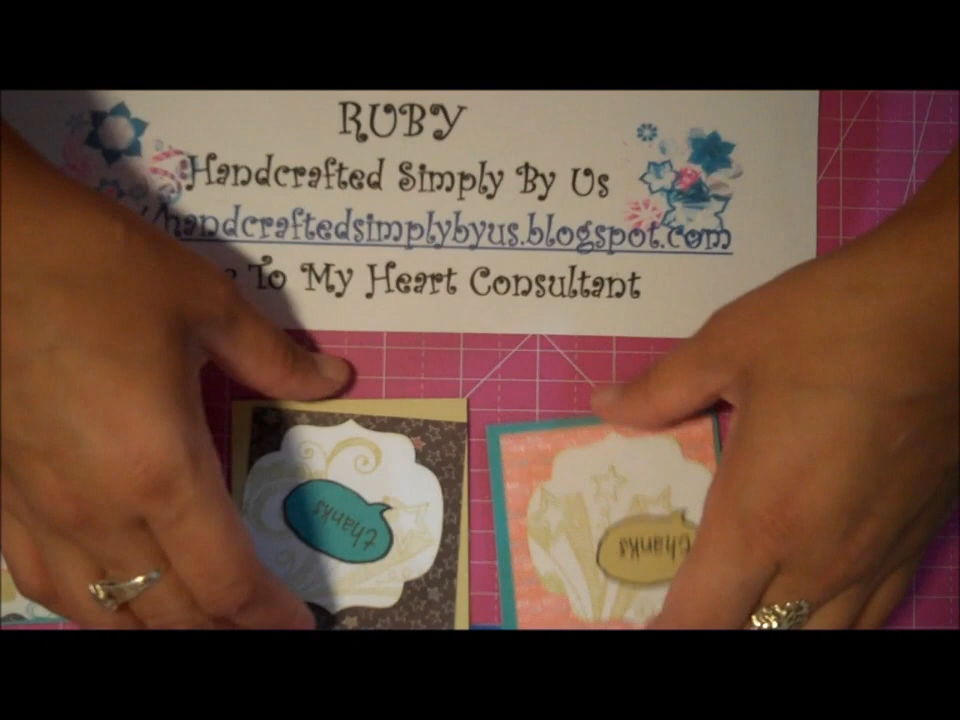 RUBY
Handcrafted Simply By Us
handcraftedsimplybyus.blogspot.com
To My Heart Consultant
thanks
thanks